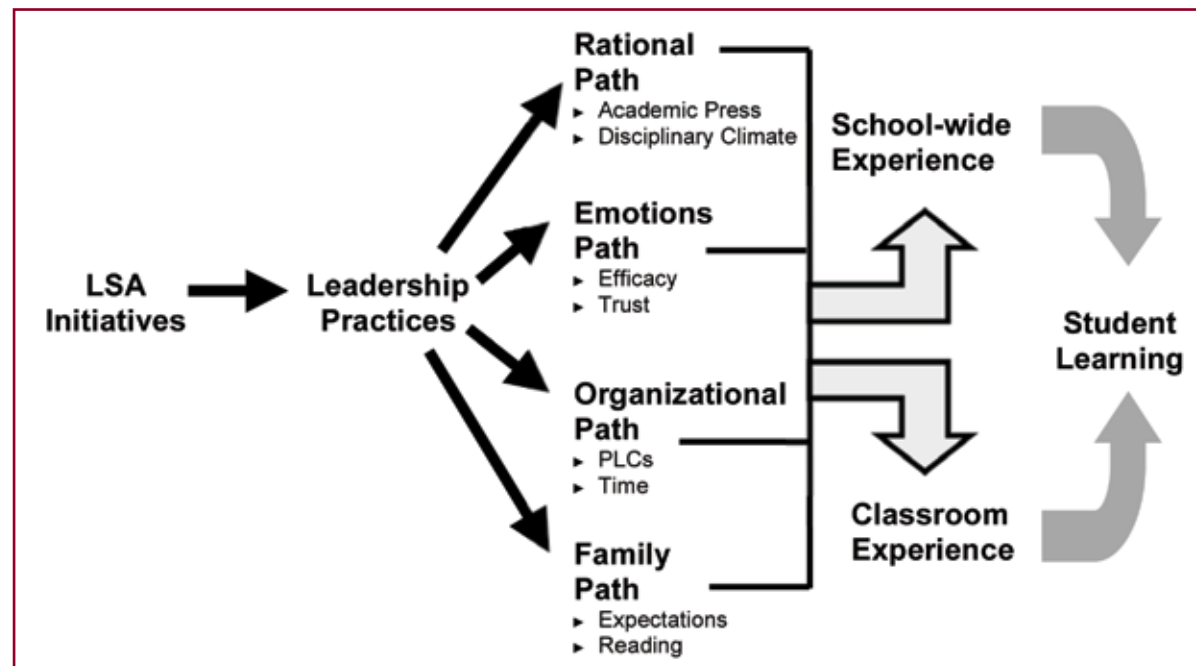 LSA
Initiatives
Leadership
Practices
Rational
Path
► Academic Press
► Disciplinary Climate
Emotions
Path
► Efficacy
► Trust
Organizational
Path
► PLCs
► Time
Family
Path
► Expectations
► Reading
School-wide
Experience
Classroom
Experience
Student
Learning